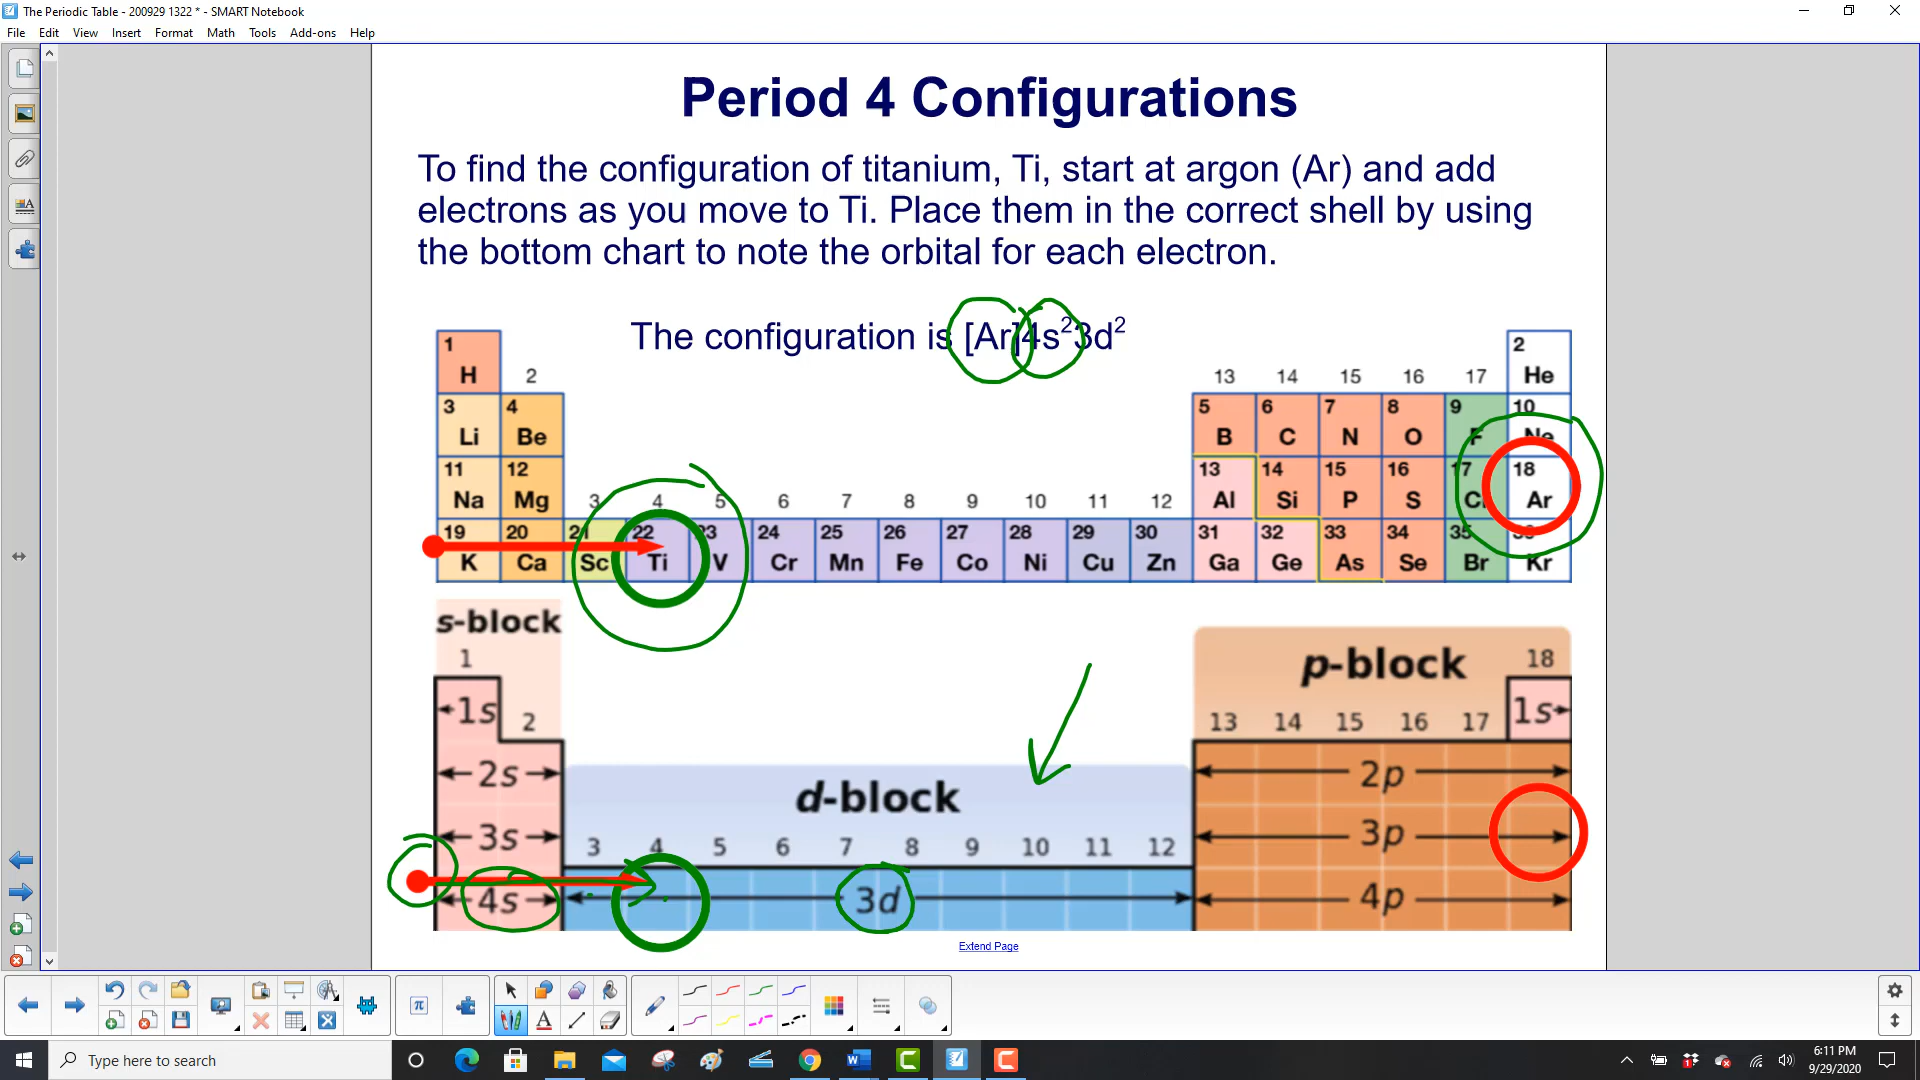 The Periodic Table - 200929 1322 * - SMART Notebook
File Edit View Insert Format Math Tools Add-ons Help
Period 4 Configurations
To find the configuration of titanium, Ti, start at argon (Ar) and add
electrons as you move to Ti. Place them in the correct shell by using
the bottom chart to note the orbital for each electron.
The configuration is [Ar]4s²3d²
1 2
H 2 13 14 15 16 17 He
3 4 5 6 7 8 9 10
Li Be B C N O F Ne
11 12 13 14 15 16 17 18
Na Mg 3 4 5 6 7 8 9 10 11 12 Al Si P S Cl Ar
19 20 21 22 23 24 25 26 27 28 29 30 31 32 33 34 35 36
K Ca Sc Ti V Cr Mn Fe Co Ni Cu Zn Ga Ge As Se Br Kr
s-block
1 p-block 18
1s 2 13 14 15 16 17 1s
2s d-block 2p
3s 3 4 5 6 7 8 9 10 11 12 3p
4s 3d 4p
Extend Page
Type here to search
6:11 PM
9/29/2020